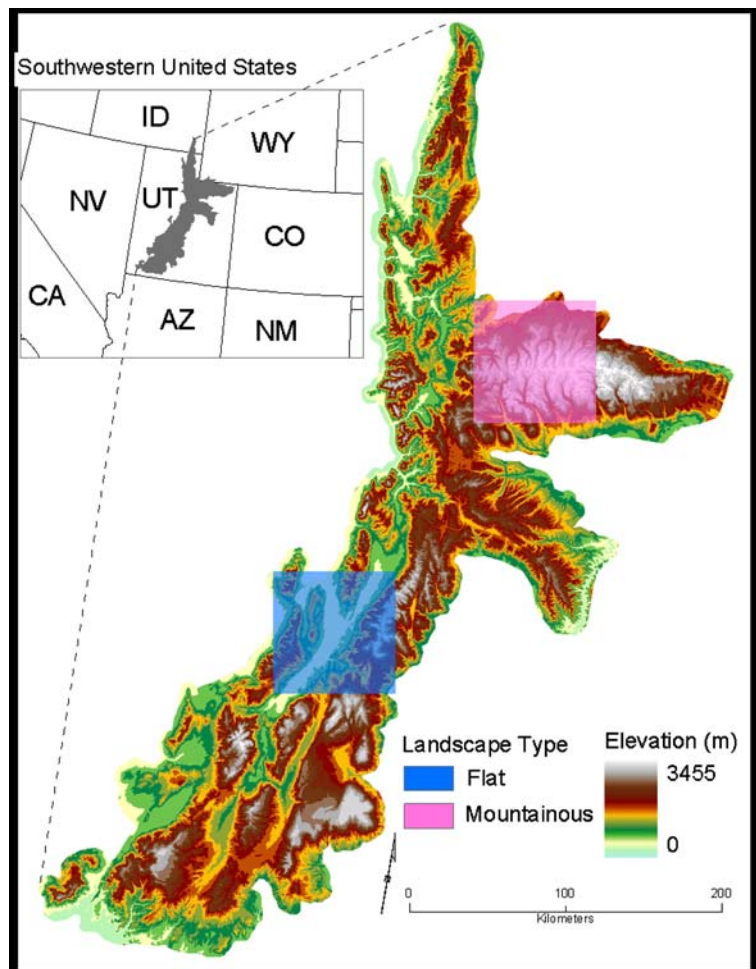 Southwestern United States
ID
WY
NV
UT
CO
CA
AZ
NM
Landscape Type
Flat
Mountainous
Elevation (m)
3455
0
0 100 200
Kilometers